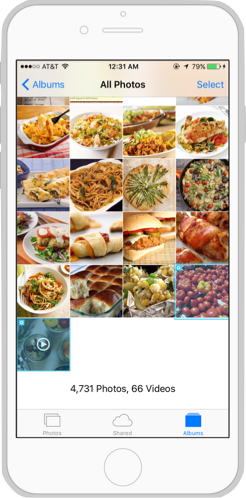 AT&T 12:31 AM 79%
Albums All Photos Select
4,731 Photos, 66 Videos
Photos Shared Albums